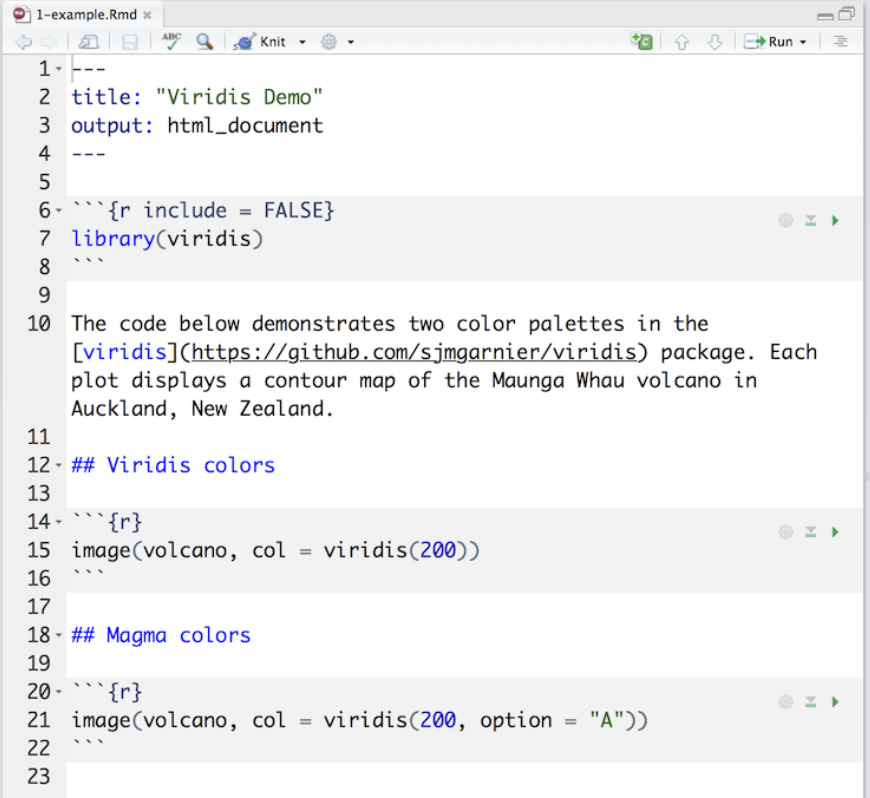 1-example.Rmd
ABC Knit Run
1 ---
2 title: "Viridis Demo"
3 output: html_document
4 ---
5
6 ```{r include = FALSE}
7 library(viridis)
8 ```
9
10 The code below demonstrates two color palettes in the
[viridis](https://github.com/sjmgarnier/viridis) package. Each
plot displays a contour map of the Maunga Whau volcano in
Auckland, New Zealand.
11
12 ## Viridis colors
13
14 ```{r}
15 image(volcano, col = viridis(200))
16 ```
17
18 ## Magma colors
19
20 ```{r}
21 image(volcano, col = viridis(200, option = "A"))
22 ```
23